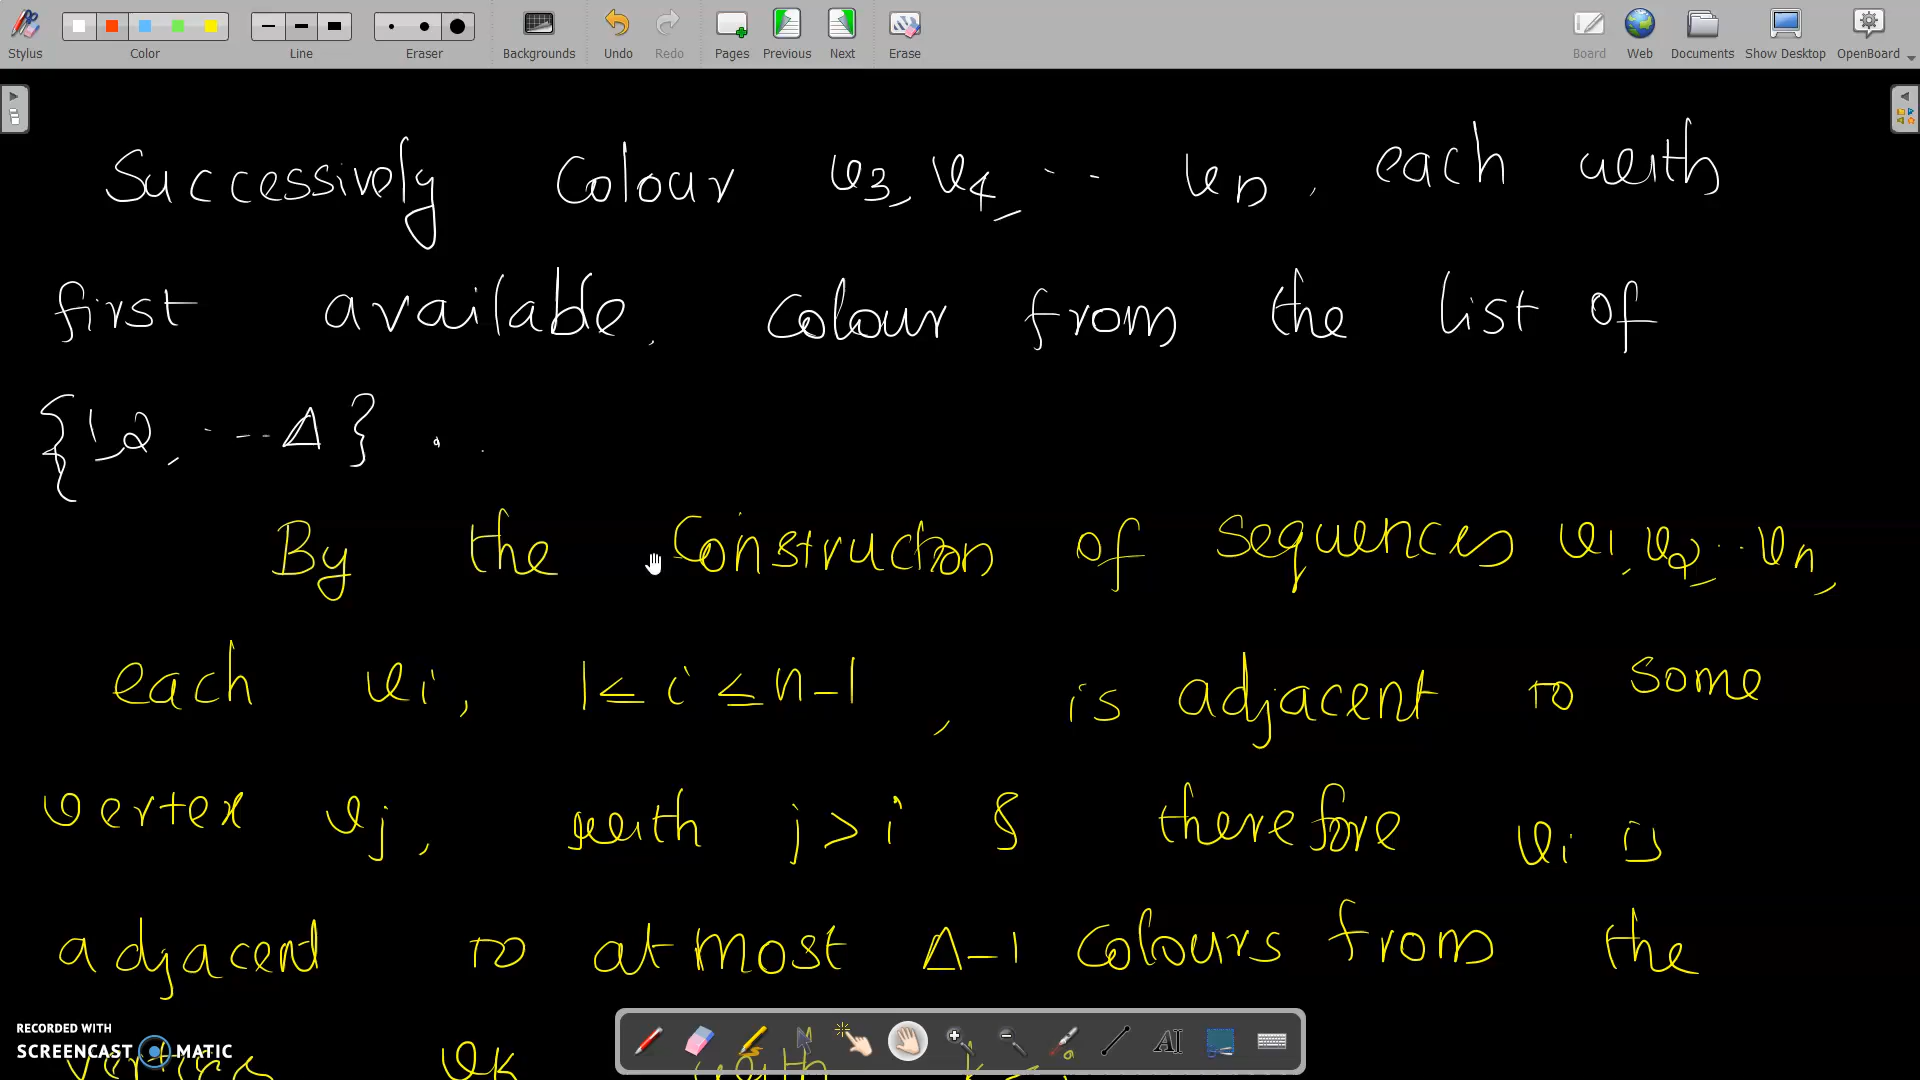 Stylus Color Line Eraser Backgrounds Undo Redo Pages Previous Next Erase Board Web Documents Show Desktop OpenBoard
Successively Colour v3, v4, ... vn, each with
first available, colour from the list of
{1,2, ... Δ}.
By the Construction of sequences v1, v2, ... vn,
each vi, 1 ≤ i ≤ n-1, is adjacent to some
vertex vj, with j > i & therefore vi is
adjacent to atmost Δ-1 colours from the
vk with k
RECORDED WITH
SCREENCAST MATIC